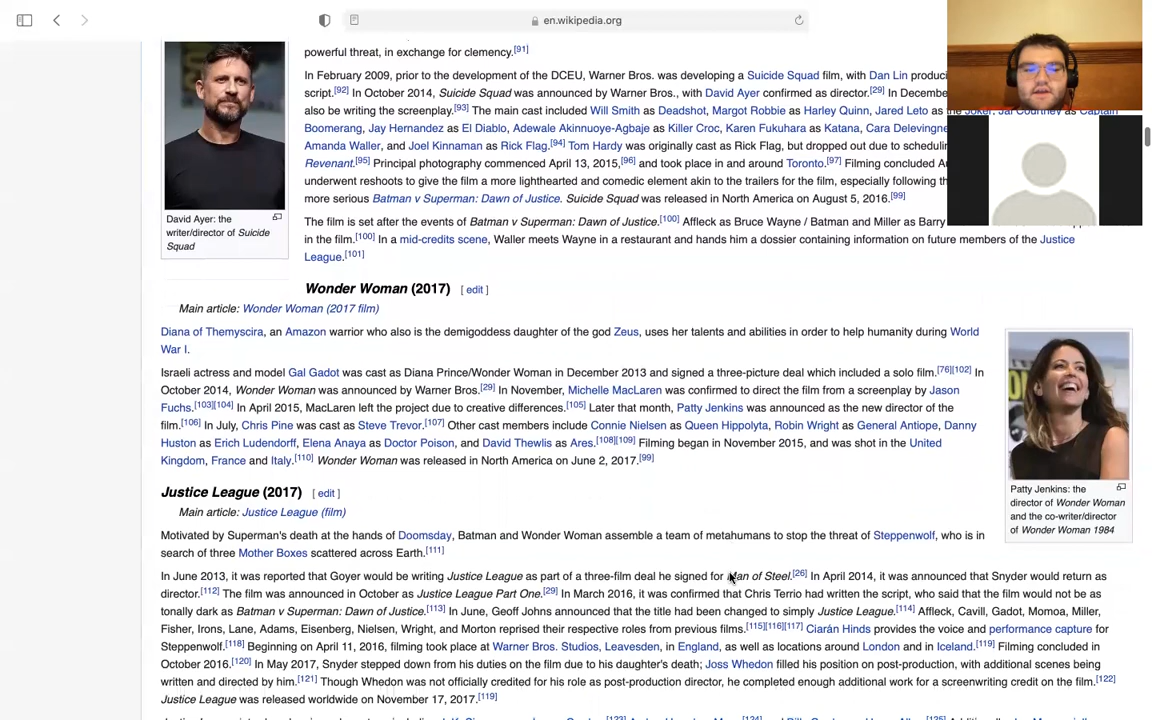 en.wikipedia.org
powerful threat, in exchange for clemency.[91]
In February 2009, prior to the development of the DCEU, Warner Bros. was developing a Suicide Squad film, with Dan Lin produci
script.[92] In October 2014, Suicide Squad was announced by Warner Bros., with David Ayer confirmed as director.[29] In Decembe
also be writing the screenplay.[93] The main cast included Will Smith as Deadshot, Margot Robbie as Harley Quinn, Jared Leto as the Joker, Jai Courtney as Captain
Boomerang, Jay Hernandez as El Diablo, Adewale Akinnuoye-Agbaje as Killer Croc, Karen Fukuhara as Katana, Cara Delevingne
Amanda Waller, and Joel Kinnaman as Rick Flag.[94] Tom Hardy was originally cast as Rick Flag, but dropped out due to scheduling
Revenant.[95] Principal photography commenced April 13, 2015,[96] and took place in and around Toronto.[97] Filming concluded Au
underwent reshoots to give the film a more lighthearted and comedic element akin to the trailers for the film, especially following th
more serious Batman v Superman: Dawn of Justice. Suicide Squad was released in North America on August 5, 2016.[99]
David Ayer: the
writer/director of Suicide
Squad
The film is set after the events of Batman v Superman: Dawn of Justice.[100] Affleck as Bruce Wayne / Batman and Miller as Barry
in the film.[100] In a mid-credits scene, Waller meets Wayne in a restaurant and hands him a dossier containing information on future members of the Justice
League.[101]
Wonder Woman (2017) [ edit ]
Main article: Wonder Woman (2017 film)
Diana of Themyscira, an Amazon warrior who also is the demigoddess daughter of the god Zeus, uses her talents and abilities in order to help humanity during World
War I.
Israeli actress and model Gal Gadot was cast as Diana Prince/Wonder Woman in December 2013 and signed a three-picture deal which included a solo film.[76][102] In
October 2014, Wonder Woman was announced by Warner Bros.[29] In November, Michelle MacLaren was confirmed to direct the film from a screenplay by Jason
Fuchs.[103][104] In April 2015, MacLaren left the project due to creative differences.[105] Later that month, Patty Jenkins was announced as the new director of the
film.[106] In July, Chris Pine was cast as Steve Trevor.[107] Other cast members include Connie Nielsen as Queen Hippolyta, Robin Wright as General Antiope, Danny
Huston as Erich Ludendorff, Elena Anaya as Doctor Poison, and David Thewlis as Ares.[108][109] Filming began in November 2015, and was shot in the United
Kingdom, France and Italy.[110] Wonder Woman was released in North America on June 2, 2017.[99]
Patty Jenkins: the
director of Wonder Woman
and the co-writer/director
of Wonder Woman 1984
Justice League (2017) [ edit ]
Main article: Justice League (film)
Motivated by Superman's death at the hands of Doomsday, Batman and Wonder Woman assemble a team of metahumans to stop the threat of Steppenwolf, who is in
search of three Mother Boxes scattered across Earth.[111]
In June 2013, it was reported that Goyer would be writing Justice League as part of a three-film deal he signed for Man of Steel.[26] In April 2014, it was announced that Snyder would return as
director.[112] The film was announced in October as Justice League Part One.[29] In March 2016, it was confirmed that Chris Terrio had written the script, who said that the film would not be as
tonally dark as Batman v Superman: Dawn of Justice.[113] In June, Geoff Johns announced that the title had been changed to simply Justice League.[114] Affleck, Cavill, Gadot, Momoa, Miller,
Fisher, Irons, Lane, Adams, Eisenberg, Nielsen, Wright, and Morton reprised their respective roles from previous films.[115][116][117] Ciarán Hinds provides the voice and performance capture for
Steppenwolf.[118] Beginning on April 11, 2016, filming took place at Warner Bros. Studios, Leavesden, in England, as well as locations around London and in Iceland.[119] Filming concluded in
October 2016.[120] In May 2017, Snyder stepped down from his duties on the film due to his daughter's death; Joss Whedon filled his position on post-production, with additional scenes being
written and directed by him.[121] Though Whedon was not officially credited for his role as post-production director, he completed enough additional work for a screenwriting credit on the film.[122]
Justice League was released worldwide on November 17, 2017.[119]